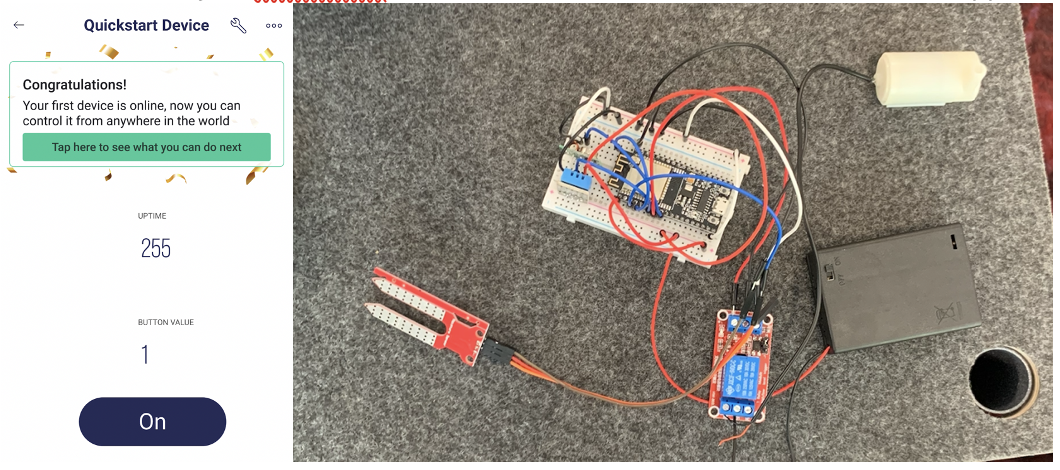 Quickstart Device
Congratulations!
Your first device is online, now you can
control it from anywhere in the world
Tap here to see what you can do next
UPTIME
255
BUTTON VALUE
1
On